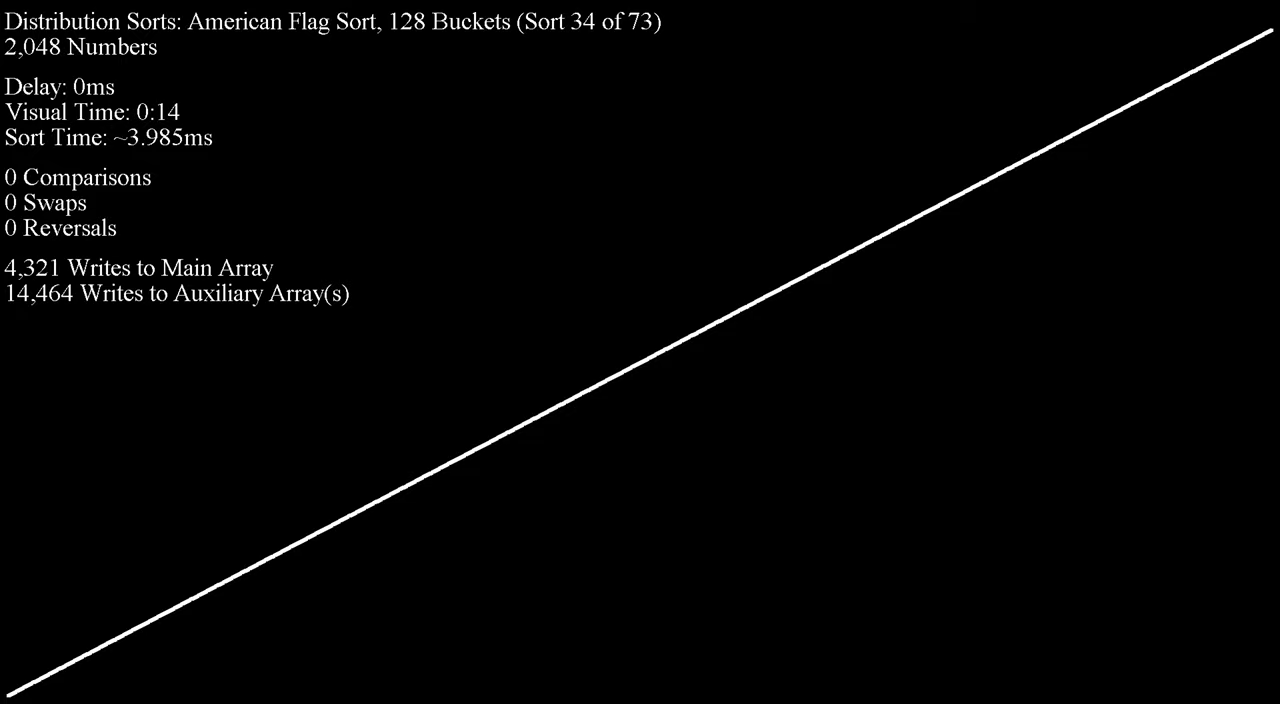 Distribution Sorts: American Flag Sort, 128 Buckets (Sort 34 of 73)
2,048 Numbers
Delay: 0ms
Visual Time: 0:14
Sort Time: ~3.985ms
0 Comparisons
0 Swaps
0 Reversals
4,321 Writes to Main Array
14,464 Writes to Auxiliary Array(s)